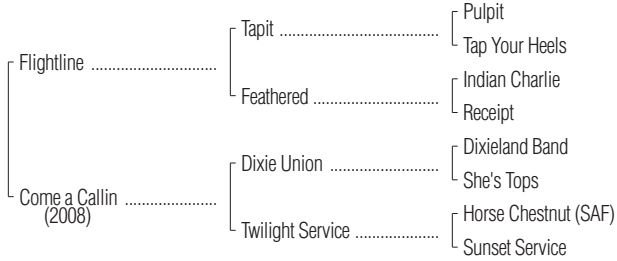 Pulpit
Tapit ......................................
Tap Your Heels
Flightline ......................................
Indian Charlie
Feathered ......................................
Receipt
Dixieland Band
Dixie Union ......................................
She's Tops
Come a Callin ......................................
(2008)
Horse Chestnut (SAF)
Twilight Service ......................................
Sunset Service